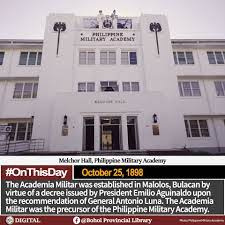 PHILIPPINE
MILITARY ACADEMY
MELCHOR HALL
Melchor Hall, Philippine Military Academy
#OnThisDay
October 25, 1898
The Academia Militar was established in Malolos, Bulacan by
virtue of a decree issued by President Emilio Aguinaldo upon
the recommendation of General Antonio Luna. The Academia
Militar was the precursor of the Philippine Military Academy.
DIGITAL
@Bohol Provincial Library